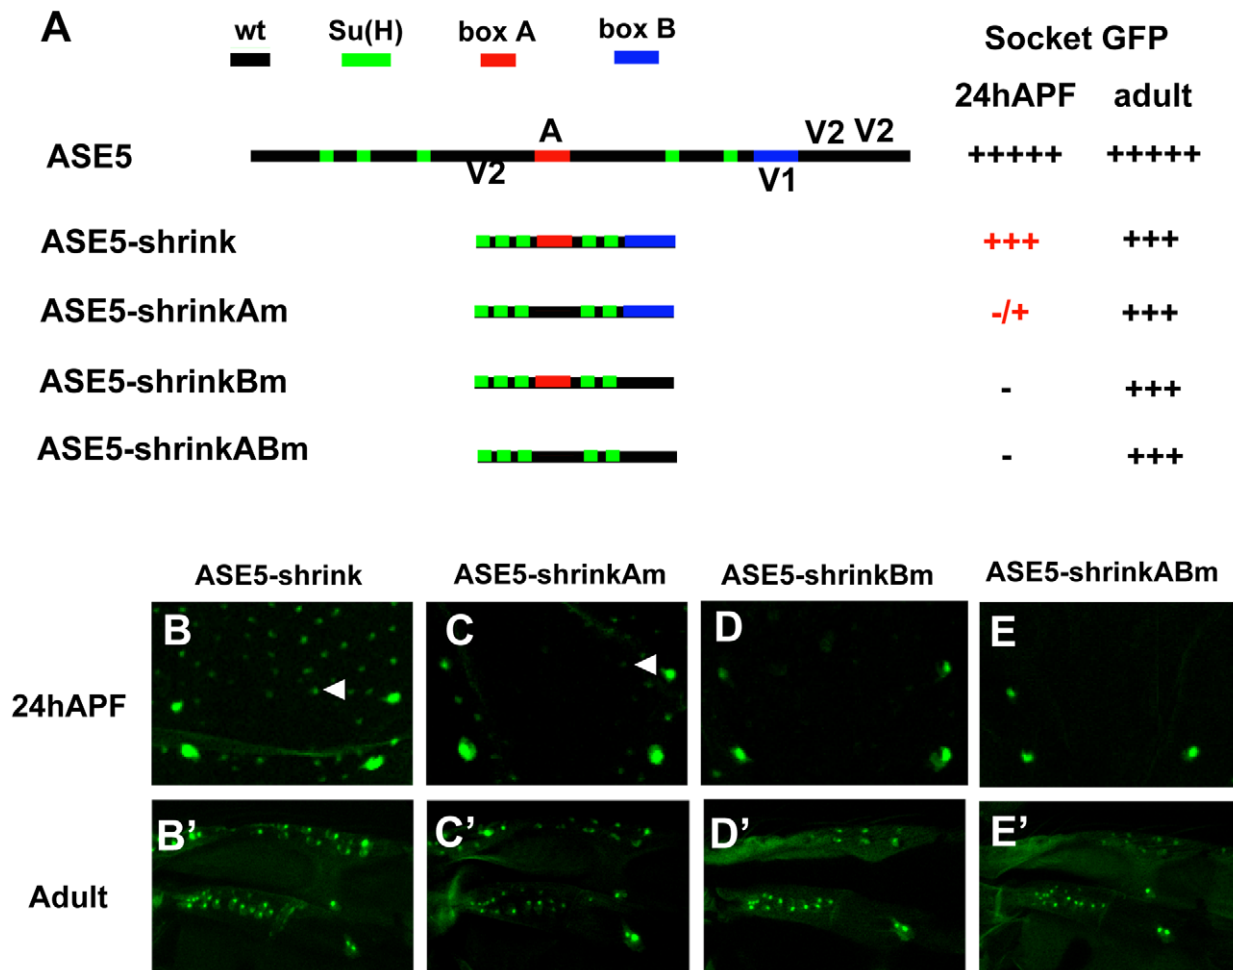 A
wt Su(H) box A box B Socket GFP
24hAPF adult
ASE5 A V2 V2 +++++ +++++
V2 V1
ASE5-shrink +++ +++
ASE5-shrinkAm -/+ +++
ASE5-shrinkBm - +++
ASE5-shrinkABm - +++
ASE5-shrink ASE5-shrinkAm ASE5-shrinkBm ASE5-shrinkABm
24hAPF B C D E
Adult B’ C’ D’ E’